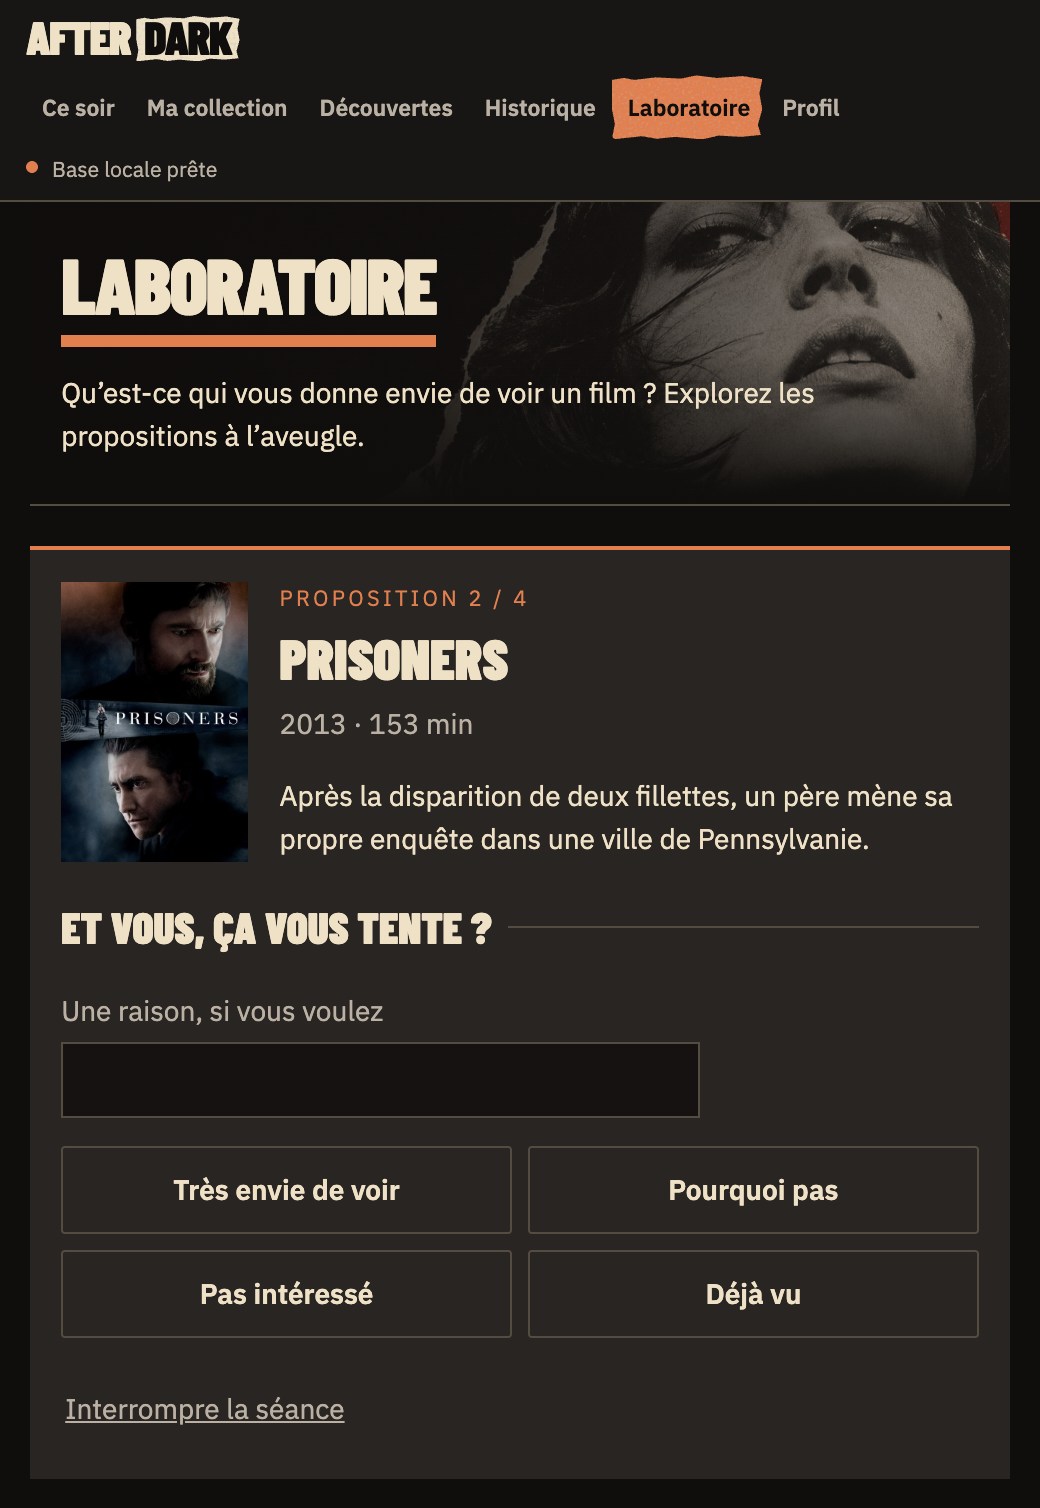 AFTER DARK
Ce soir Ma collection Découvertes Historique Laboratoire Profil
Base locale prête
LABORATOIRE
Qu’est-ce qui vous donne envie de voir un film ? Explorez les
propositions à l’aveugle.
PROPOSITION 2 / 4
PRISONERS
2013 · 153 min
PRISONERS
Après la disparition de deux fillettes, un père mène sa
propre enquête dans une ville de Pennsylvanie.
ET VOUS, ÇA VOUS TENTE ?
Une raison, si vous voulez
Très envie de voir
Pourquoi pas
Pas intéressé
Déjà vu
Interrompre la séance